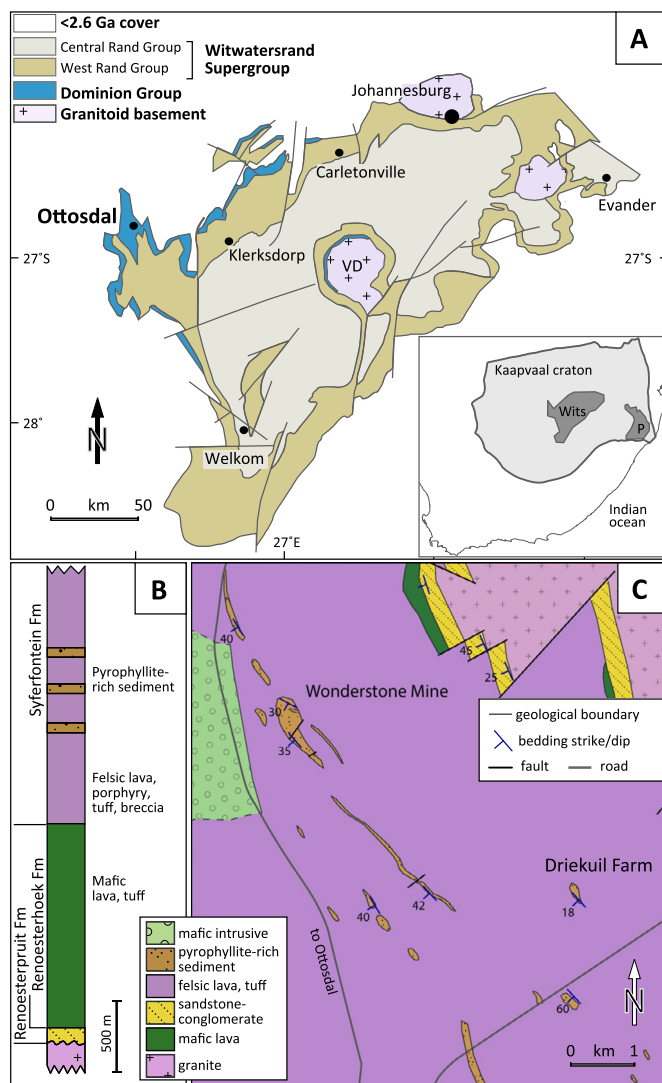 A
<2.6 Ga cover
Central Rand Group
West Rand Group
Witwatersrand
Supergroup
Dominion Group
Granitoid basement
Johannesburg
Carletonville
Evander
Ottosdal
Klerksdorp
VD
27°S
27°S
28°
N
0 km 50
Welkom
27°E
Kaapvaal craton
Wits
P
Indian
ocean
B
Syferfontein Fm
Pyrophyllite-
rich sediment
Felsic lava,
porphyry,
tuff, breccia
Renoesterpruit Fm
Renoesterhoek Fm
Mafic
lava, tuff
500 m
mafic intrusive
pyrophyllite-rich
sediment
felsic lava, tuff
sandstone-
conglomerate
mafic lava
granite
C
40
45
25
Wonderstone Mine
30
35
geological boundary
bedding strike/dip
fault
road
Driekuil Farm
42
40
18
to Ottosdal
60
N
0 km 1